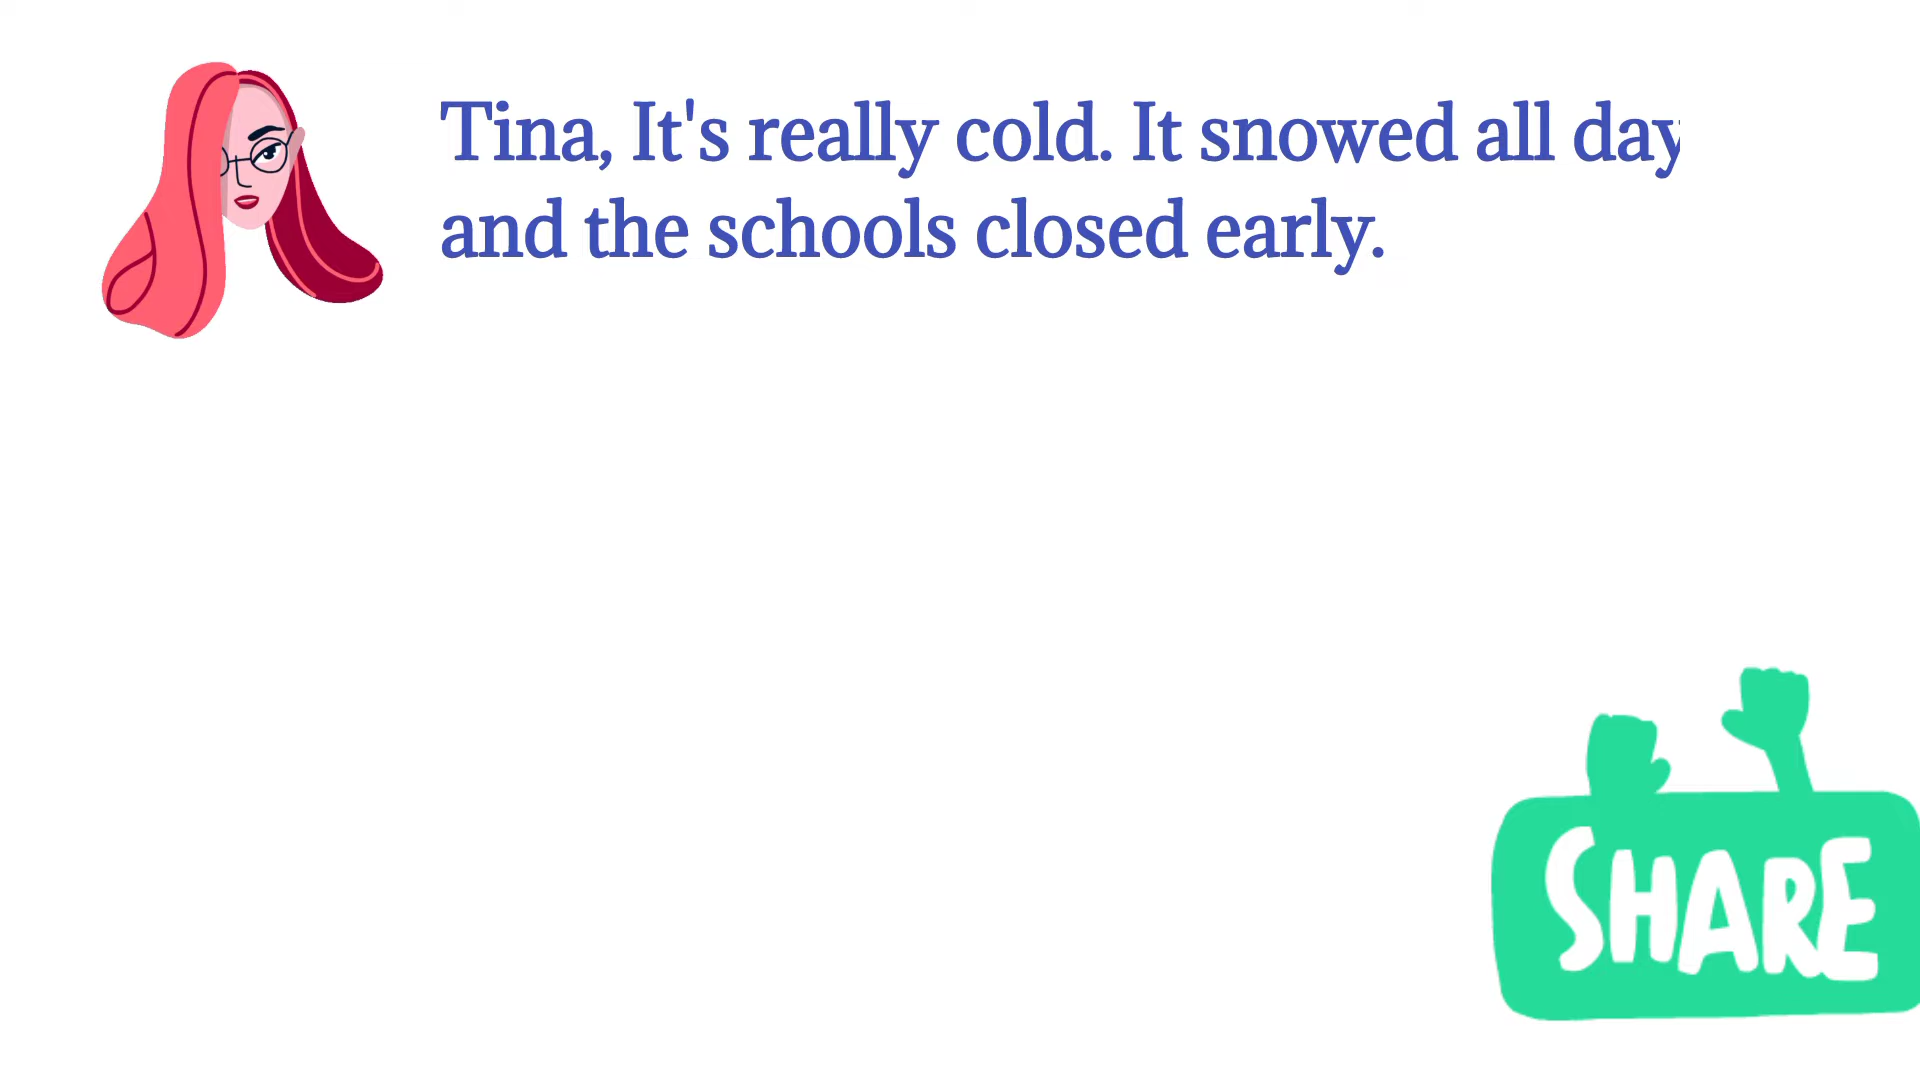 Tina, It's really cold. It snowed all day
and the schools closed early.
SHARE